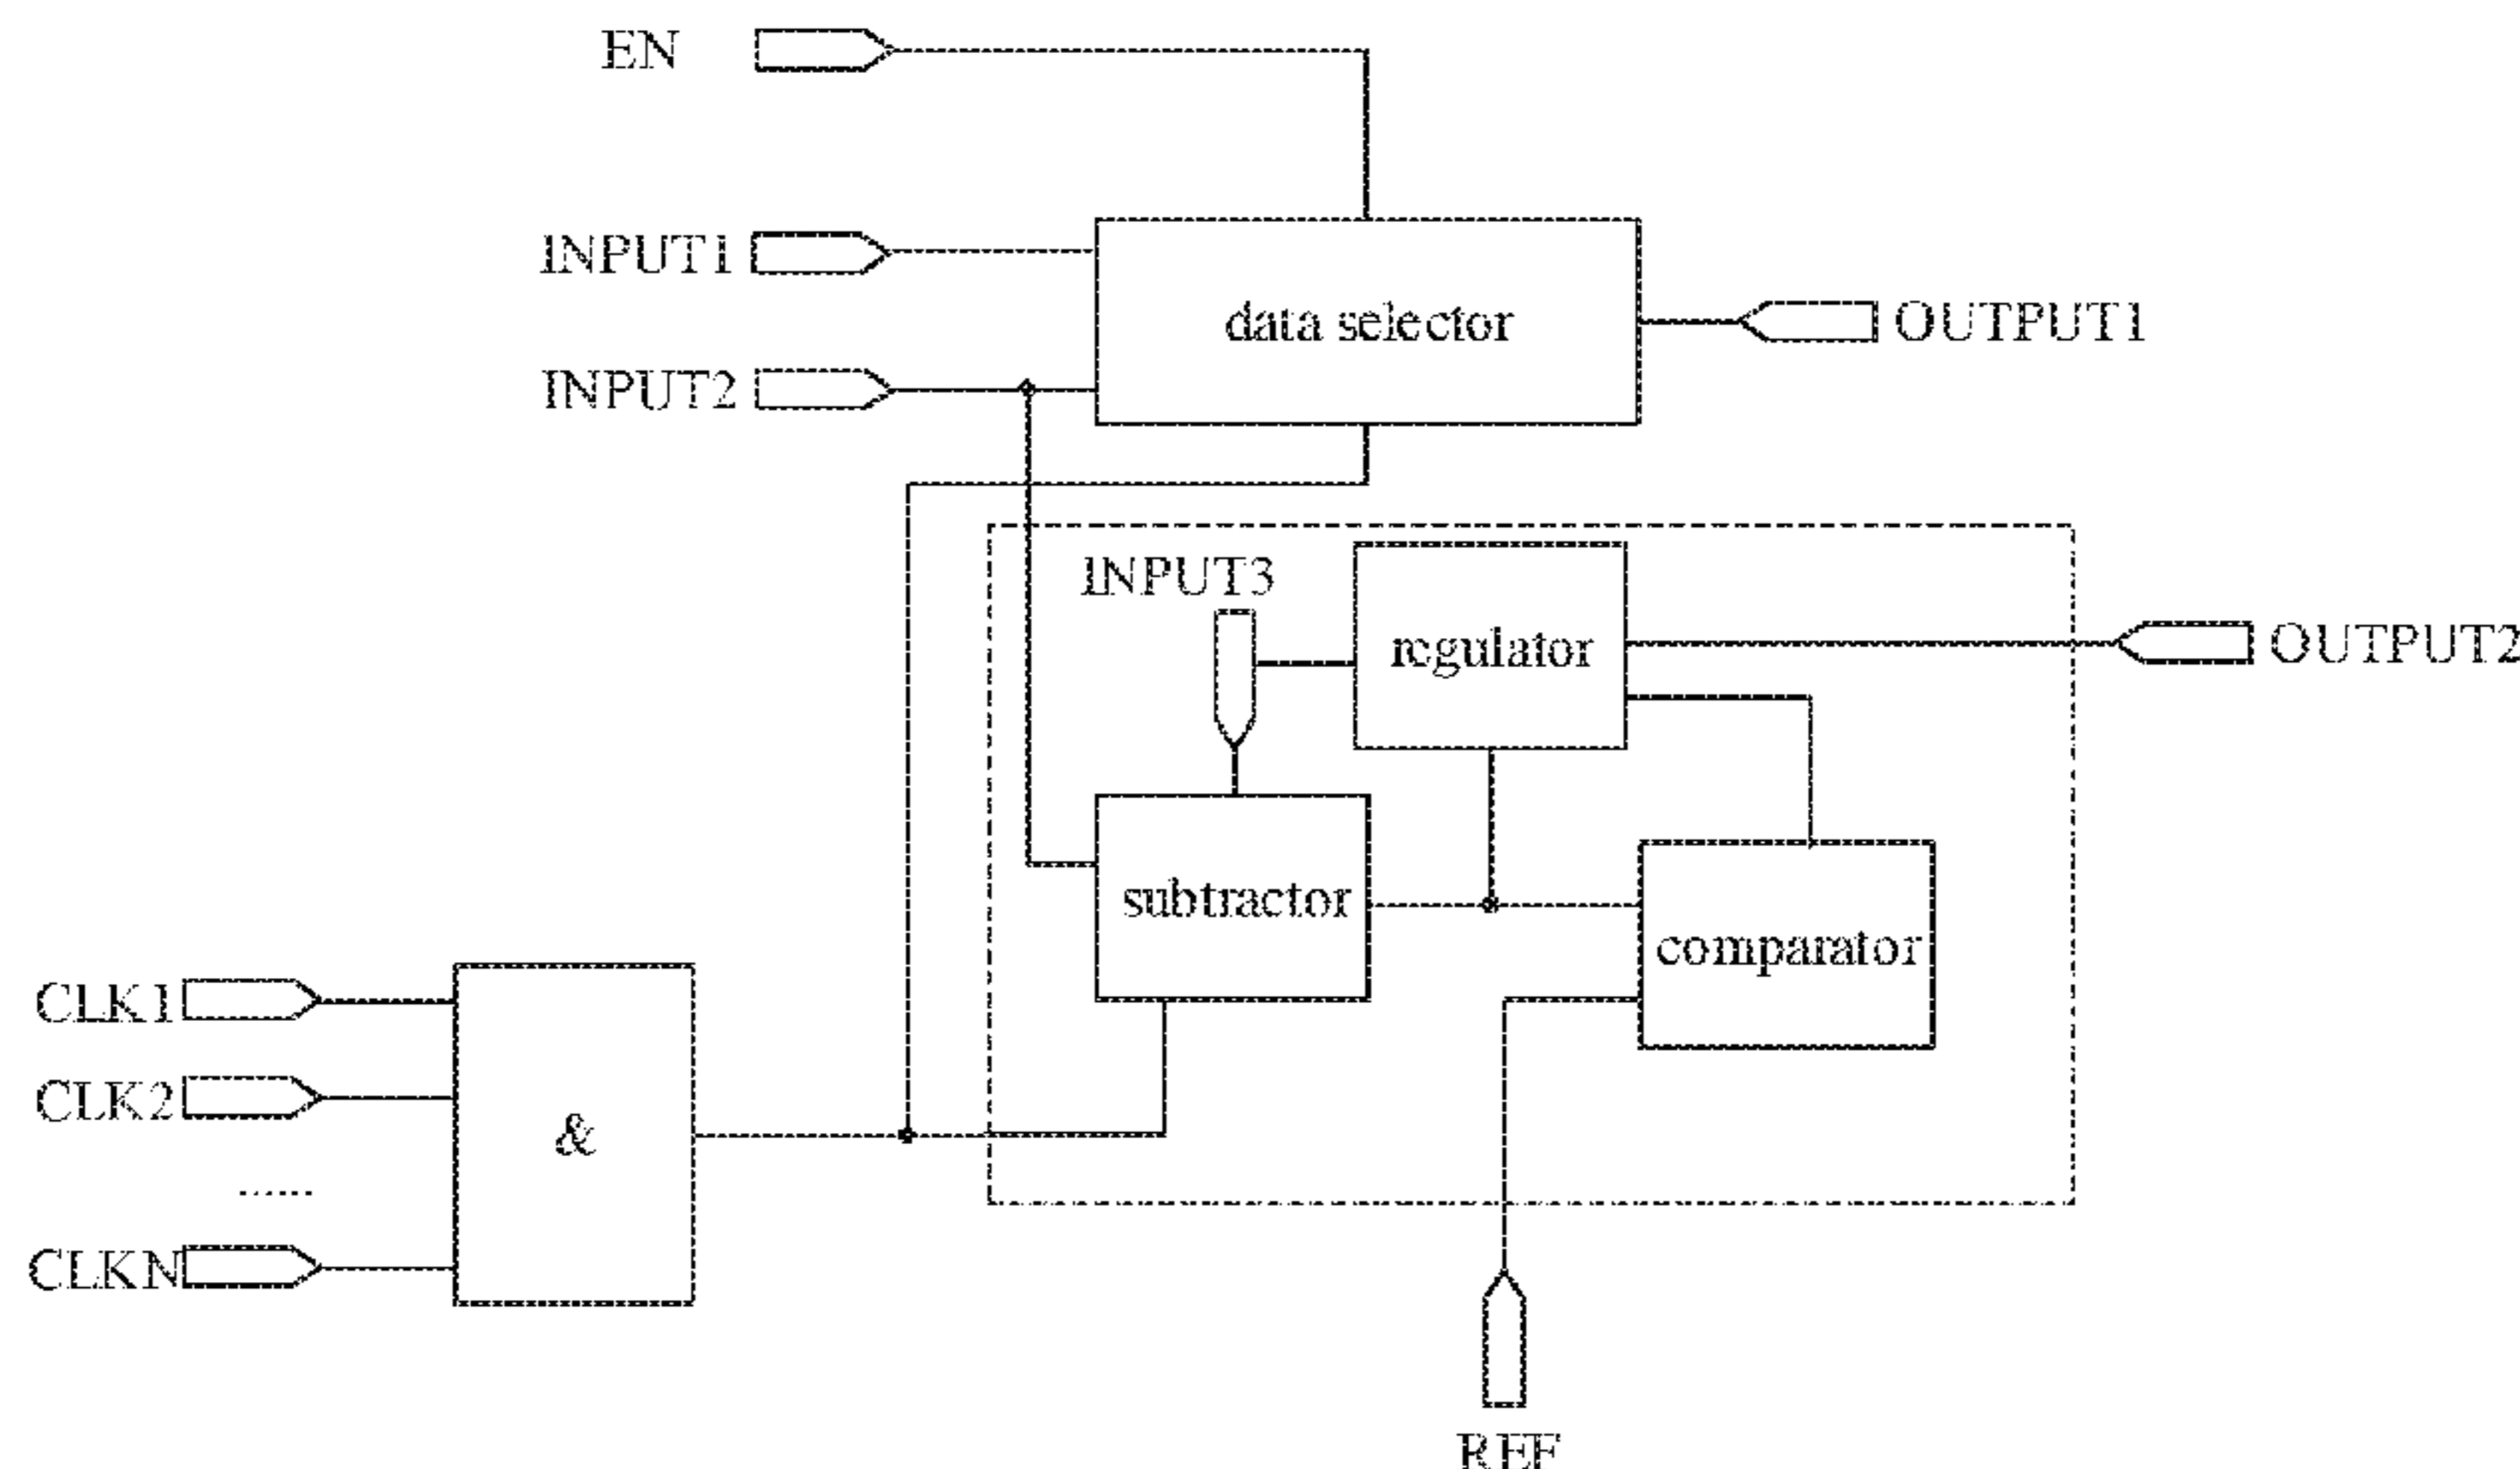 EN
INPUT1
data selector
OUTPUT1
INPUT2
INPUT3
regulator
OUTPUT2
subtractor
comparator
CLK1
CLK2
&
......
CLKN
REF